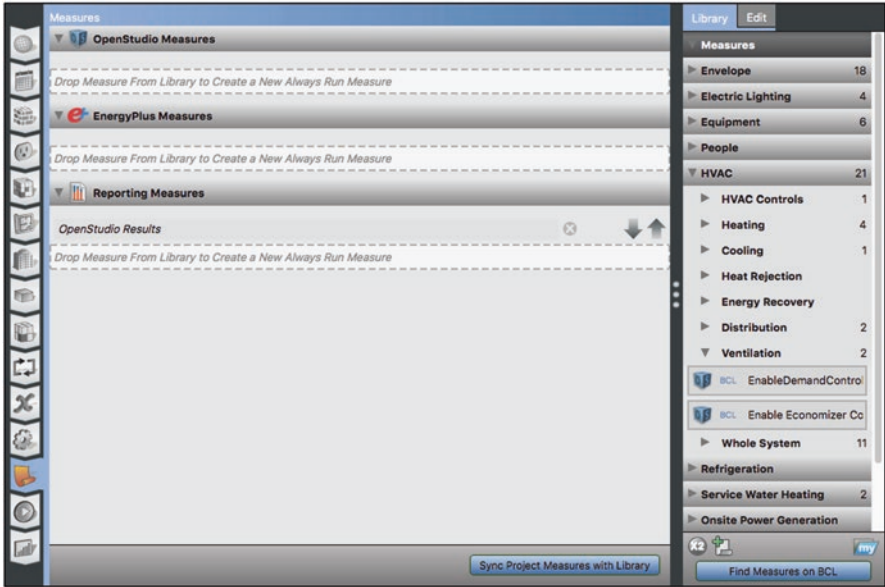 Measures
OpenStudio Measures
Drop Measure From Library to Create a New Always Run Measure
EnergyPlus Measures
Drop Measure From Library to Create a New Always Run Measure
Reporting Measures
OpenStudio Results
Drop Measure From Library to Create a New Always Run Measure
Sync Project Measures with Library
Library Edit
Measures
Envelope 18
Electric Lighting 4
Equipment 6
People
HVAC 21
HVAC Controls 1
Heating 4
Cooling 1
Heat Rejection
Energy Recovery
Distribution 2
Ventilation 2
BCL EnableDemandControl
BCL Enable Economizer Co
Whole System 11
Refrigeration
Service Water Heating 2
Onsite Power Generation
x2 my
Find Measures on BCL